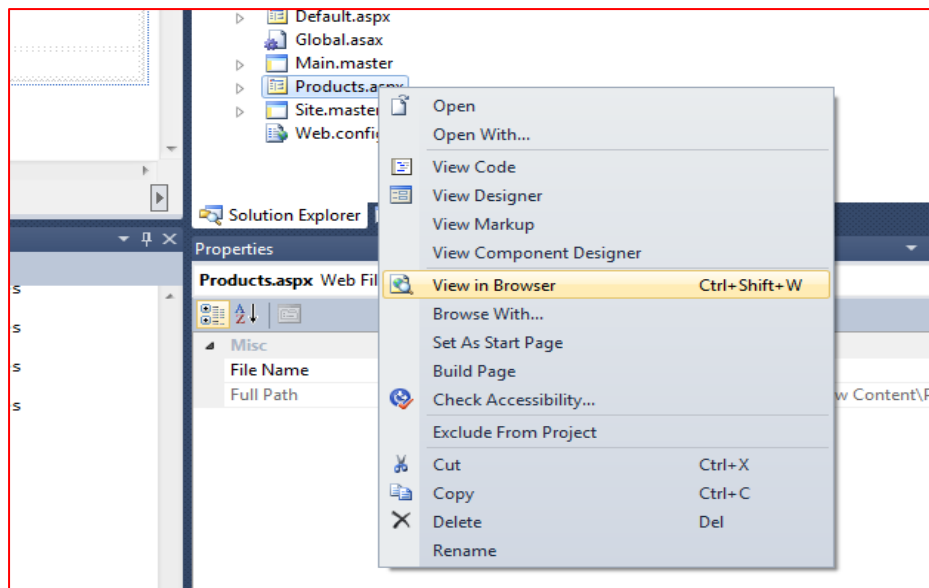 Default.aspx
Global.asax
Main.master
Products.aspx
Site.master
Web.config
Open
Open With...
View Code
View Designer
View Markup
View Component Designer
View in Browser Ctrl+Shift+W
Browse With...
Set As Start Page
Build Page
Check Accessibility...
Exclude From Project
Cut Ctrl+X
Copy Ctrl+C
Delete Del
Rename
Solution Explorer
Properties
Products.aspx Web Fil
Misc
File Name
Full Path
w Content\P
s
s
s
s